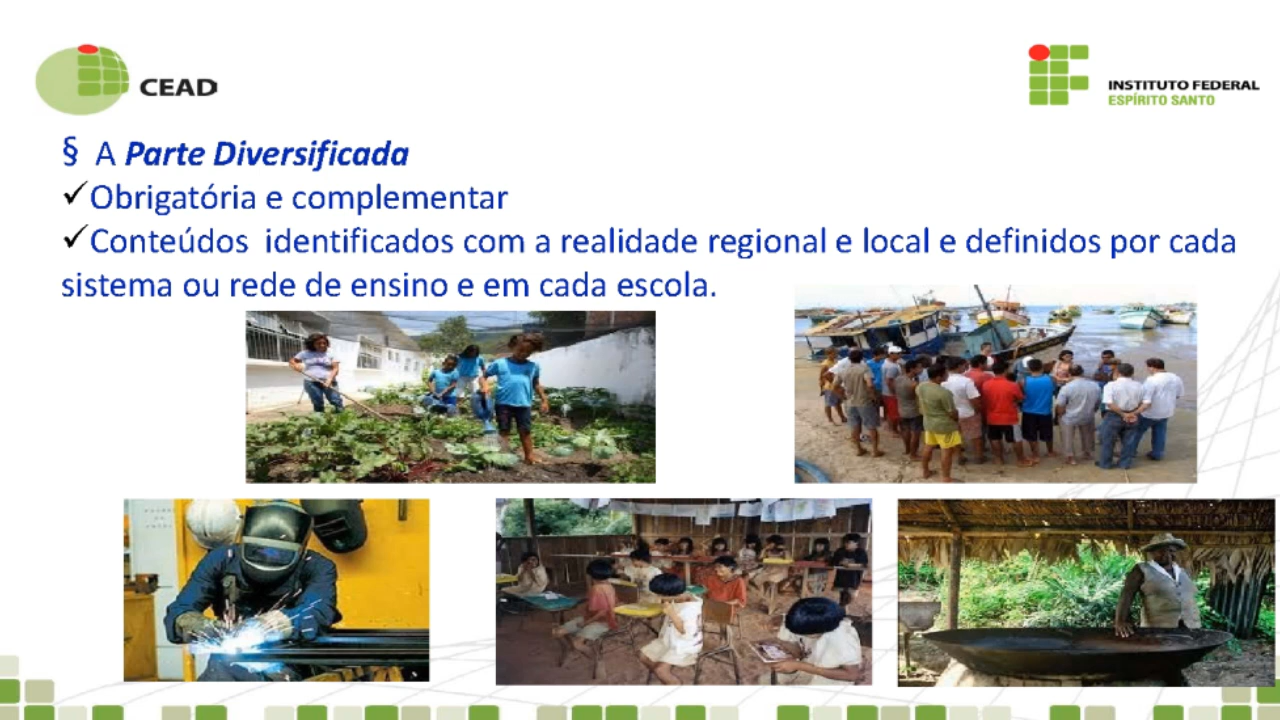 CEAD
INSTITUTO FEDERAL
ESPÍRITO SANTO
§ A Parte Diversificada
✓Obrigatória e complementar
✓Conteúdos identificados com a realidade regional e local e definidos por cada
sistema ou rede de ensino e em cada escola.